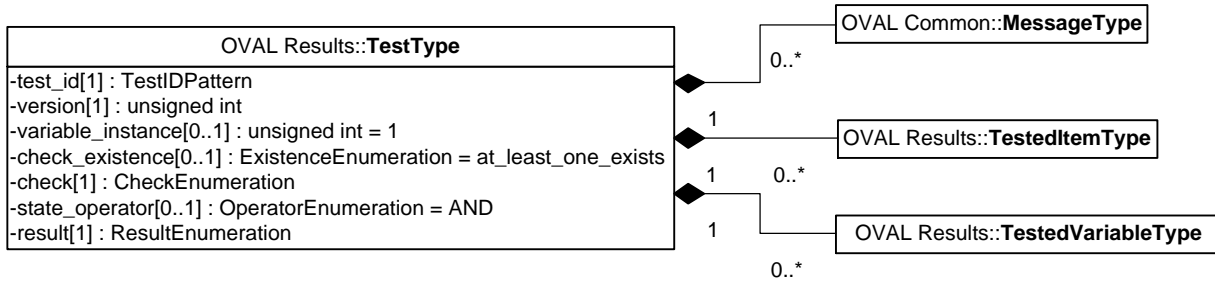 OVAL Results::TestType
-test_id[1] : TestIDPattern
-version[1] : unsigned int
-variable_instance[0..1] : unsigned int = 1
-check_existence[0..1] : ExistenceEnumeration = at_least_one_exists
-check[1] : CheckEnumeration
-state_operator[0..1] : OperatorEnumeration = AND
-result[1] : ResultEnumeration
OVAL Common::MessageType
0..*
1
OVAL Results::TestedItemType
1
0..*
OVAL Results::TestedVariableType
1
0..*